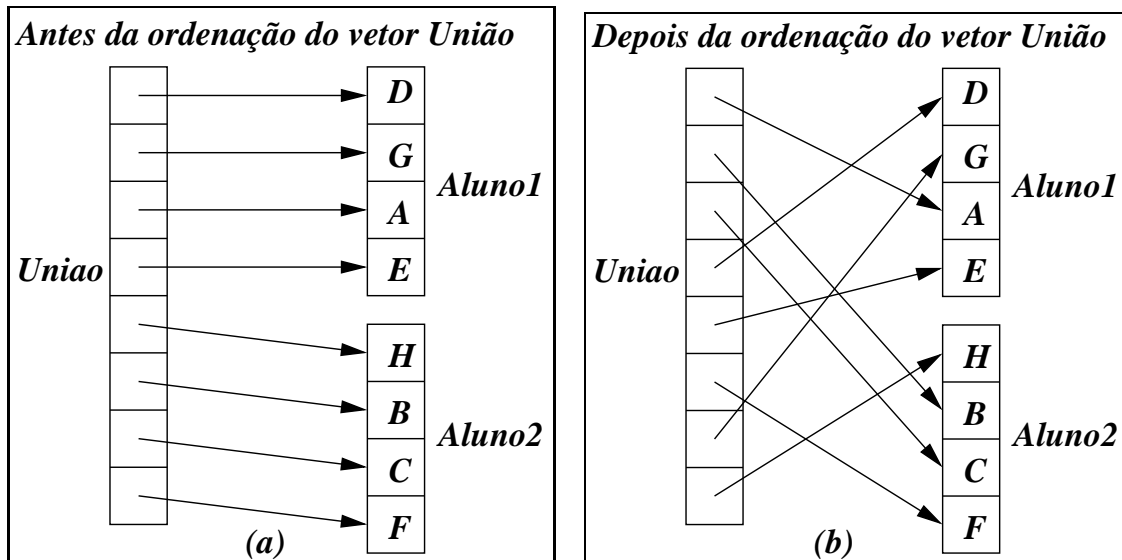 Antes da ordenação do vetor União
D
G
Aluno1
A
E
Uniao
H
B
Aluno2
C
F
(a)
Depois da ordenação do vetor União
D
G
Aluno1
A
E
Uniao
H
B
Aluno2
C
F
(b)